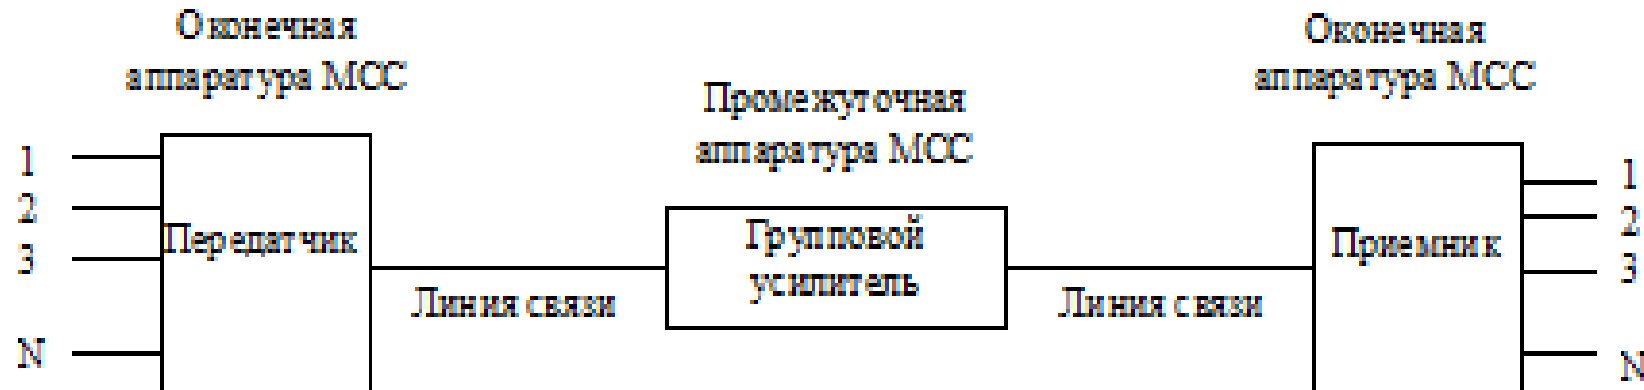 Оконечная
аппаратура МСС
Промежуточная
аппаратура МСС
Оконечная
аппаратура МСС
1
2
3
N
Передатчик
Линия связи
Групповой
усилитель
Линия связи
Приемник
1
2
3
N